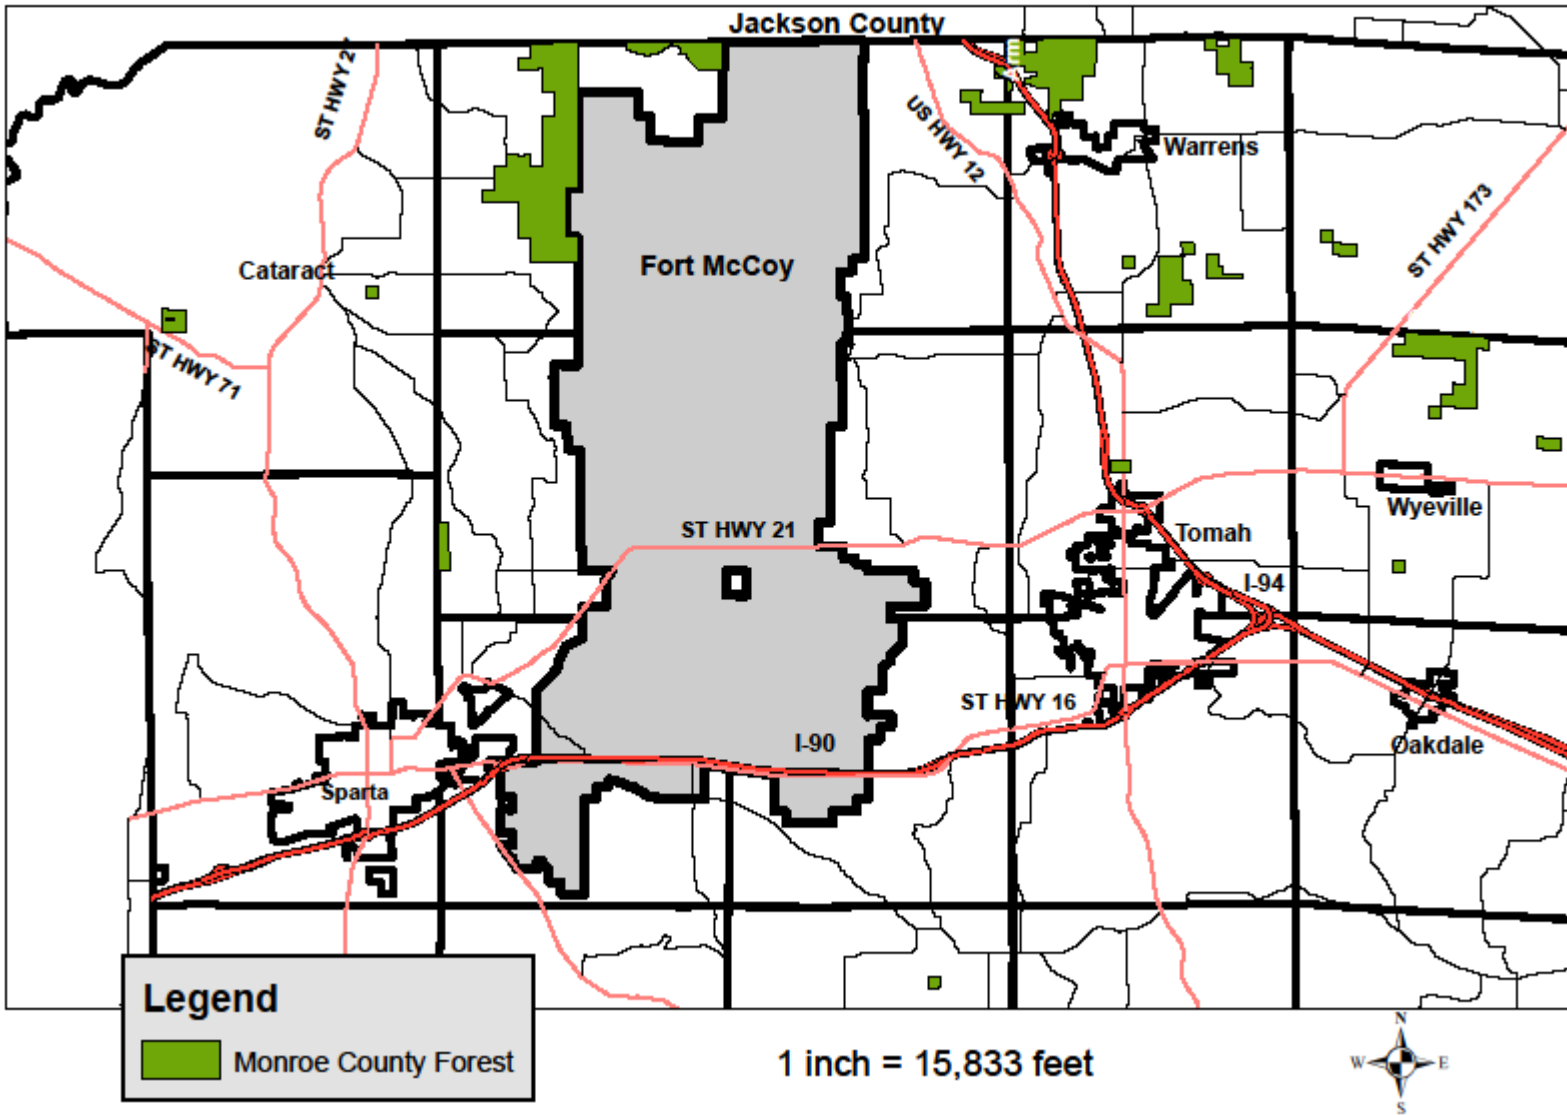 Jackson County
ST HWY 27
US HWY 12
Warrens
ST HWY 173
Cataract
Fort McCoy
ST HWY 71
ST HWY 21
Wyeville
Tomah
I-94
ST HWY 16
I-90
Oakdale
Sparta
Legend
Monroe County Forest
1 inch = 15,833 feet
N
W E
S